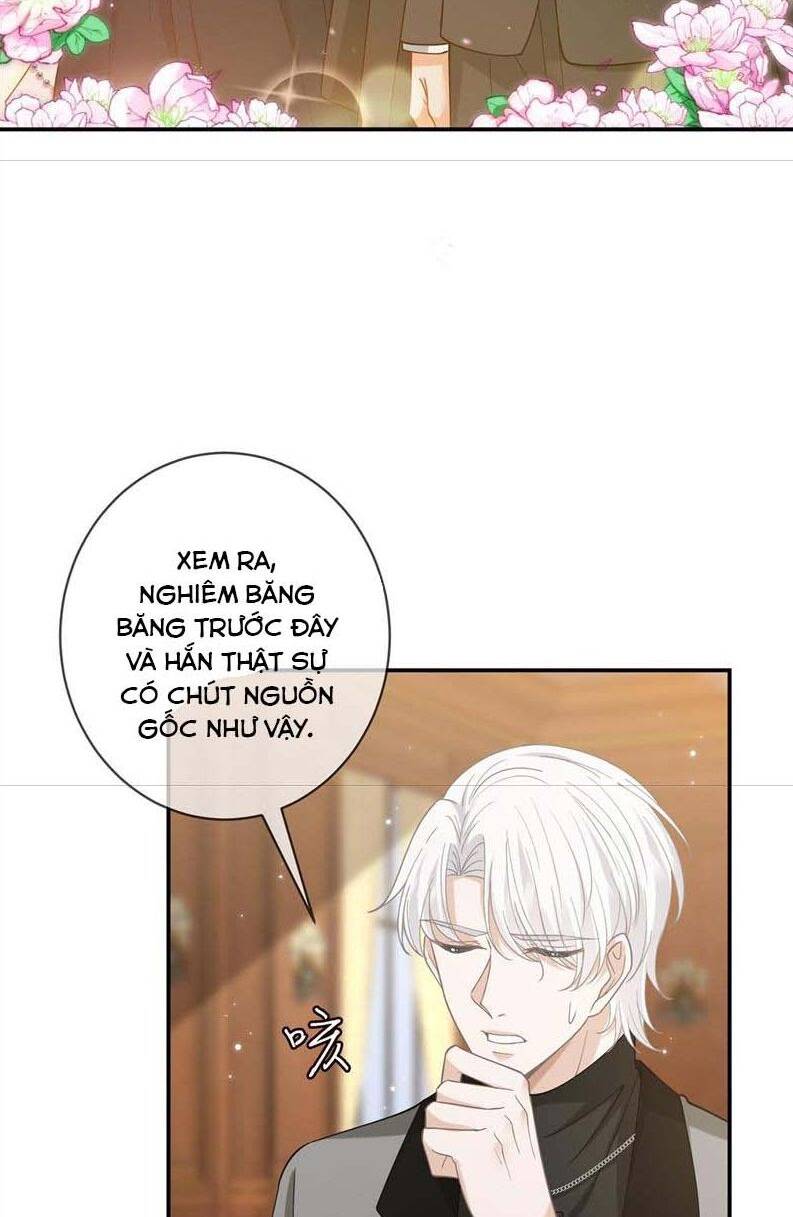 XEM RA,
NGHIÊM BĂNG
BĂNG TRƯỚC ĐÂY
VÀ HẮN THẬT SỰ
CÓ CHÚT NGUỒN
GỐC NHƯ VẬY.
咳